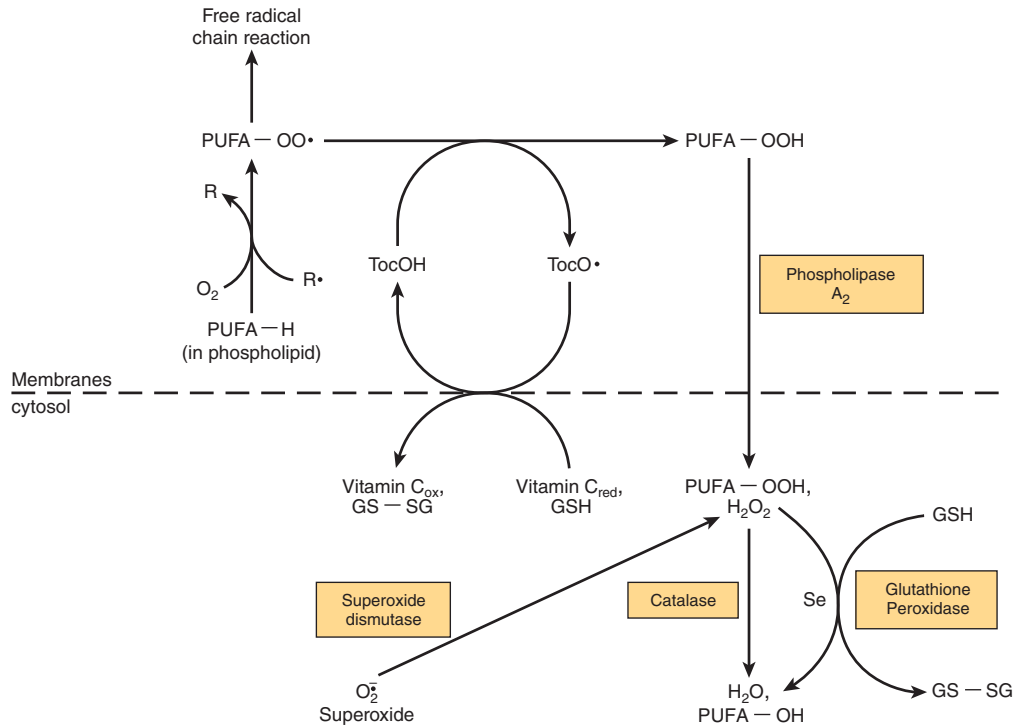 Free radical
chain reaction
PUFA — OO•
PUFA — OOH
R
TocOH
TocO•
Phospholipase
A₂
O₂
R•
PUFA — H
(in phospholipid)
Membranes
cytosol
Vitamin Cₒₓ,
GS — SG
Vitamin C_red,
GSH
PUFA — OOH,
H₂O₂
GSH
Superoxide
dismutase
Catalase
Se
Glutathione
Peroxidase
O₂•̄
Superoxide
H₂O,
PUFA — OH
GS — SG